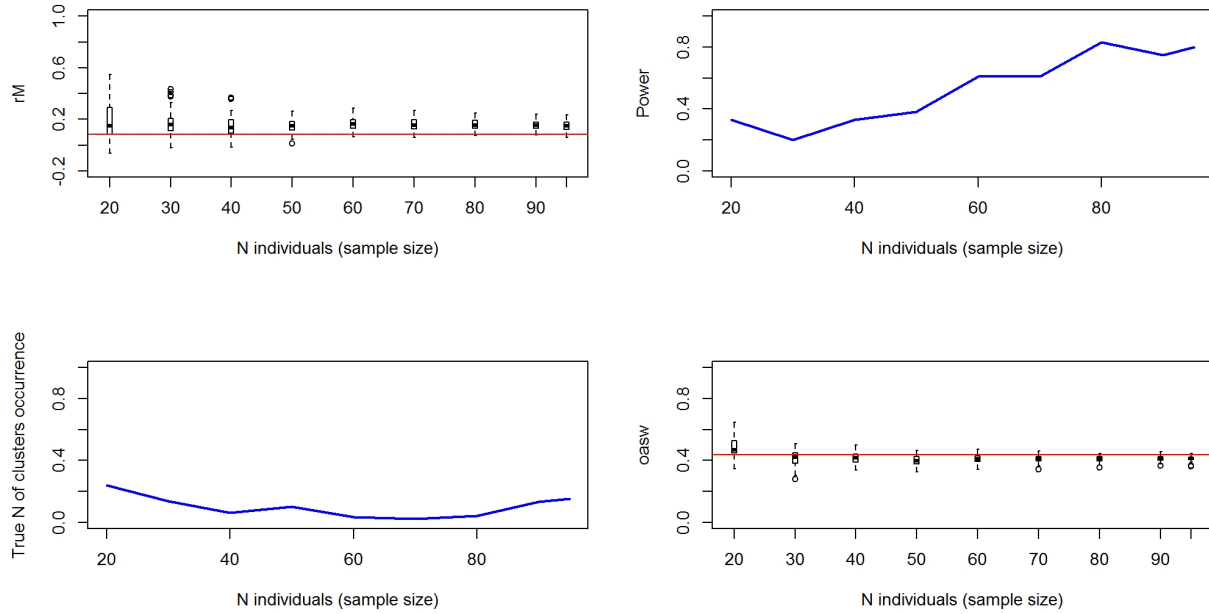 rM
1.0
0.6
0.2
-0.2
20 30 40 50 60 70 80 90
N individuals (sample size)
Power
0.8
0.4
0.0
20 40 60 80
N individuals (sample size)
True N of clusters occurrence
0.8
0.4
0.0
20 40 60 80
N individuals (sample size)
oasw
0.8
0.4
0.0
20 30 40 50 60 70 80 90
N individuals (sample size)